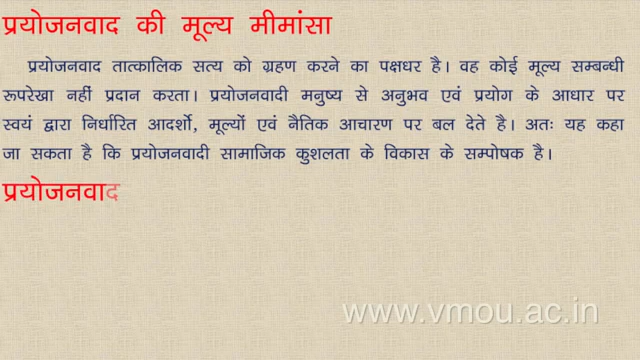 प्रयोजनवाद की मूल्य मीमांसा
प्रयोजनवाद तात्कालिक सत्य को ग्रहण करने का पक्षधर है। वह कोई मूल्य सम्बन्धी
रूपरेखा नहीं प्रदान करता। प्रयोजनवादी मनुष्य से अनुभव एवं प्रयोग के आधार पर
स्वयं द्वारा निर्धारित आदर्शो, मूल्यों एवं नैतिक आचारण पर बल देते है। अतः यह कहा
जा सकता है कि प्रयोजनवादी सामाजिक कुशलता के विकास के सम्पोषक है।
प्रयोजनवाद
www.vmou.ac.in